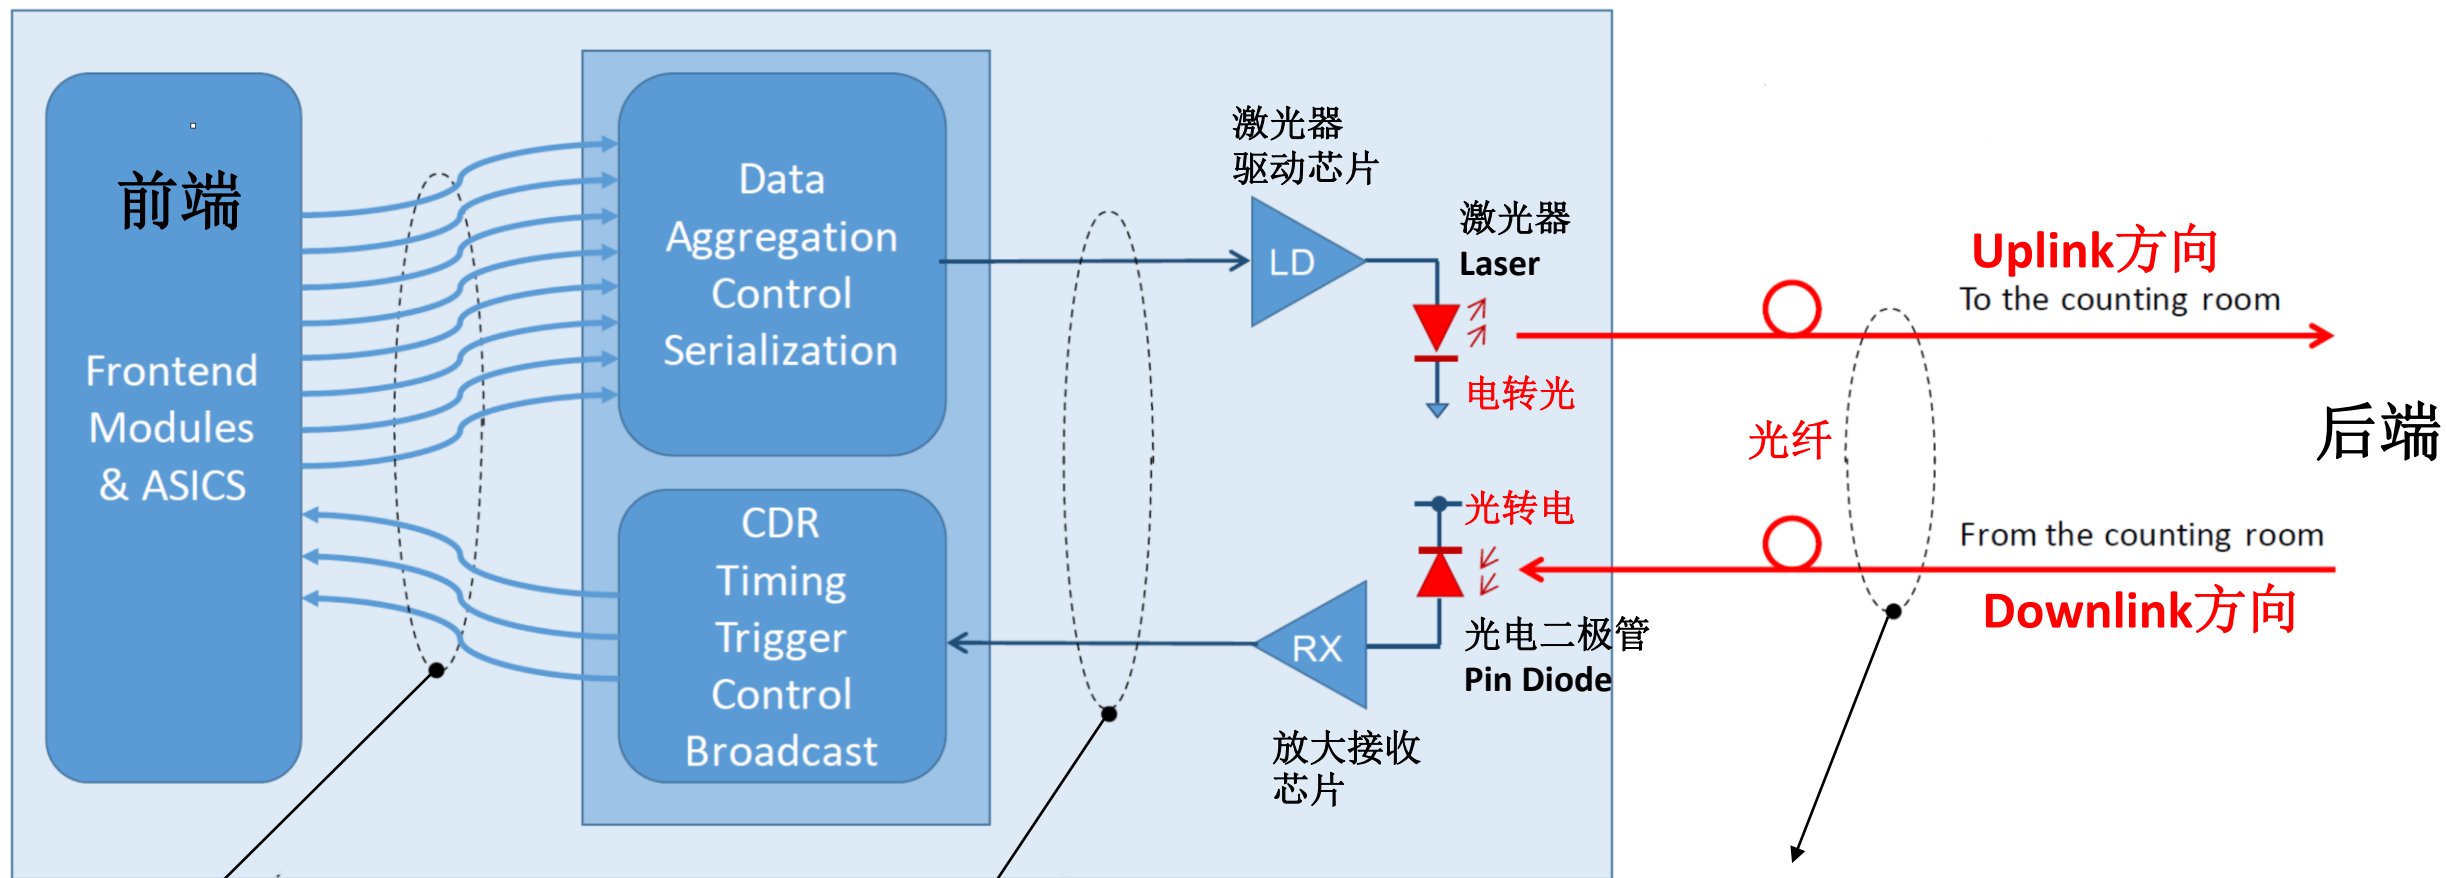 前端
Frontend
Modules
& ASICS
Data
Aggregation
Control
Serialization
CDR
Timing
Trigger
Control
Broadcast
激光器
驱动芯片
LD
激光器
Laser
电转光
光转电
光电二极管
Pin Diode
RX
放大接收
芯片
Uplink方向
To the counting room
光纤
后端
From the counting room
Downlink方向